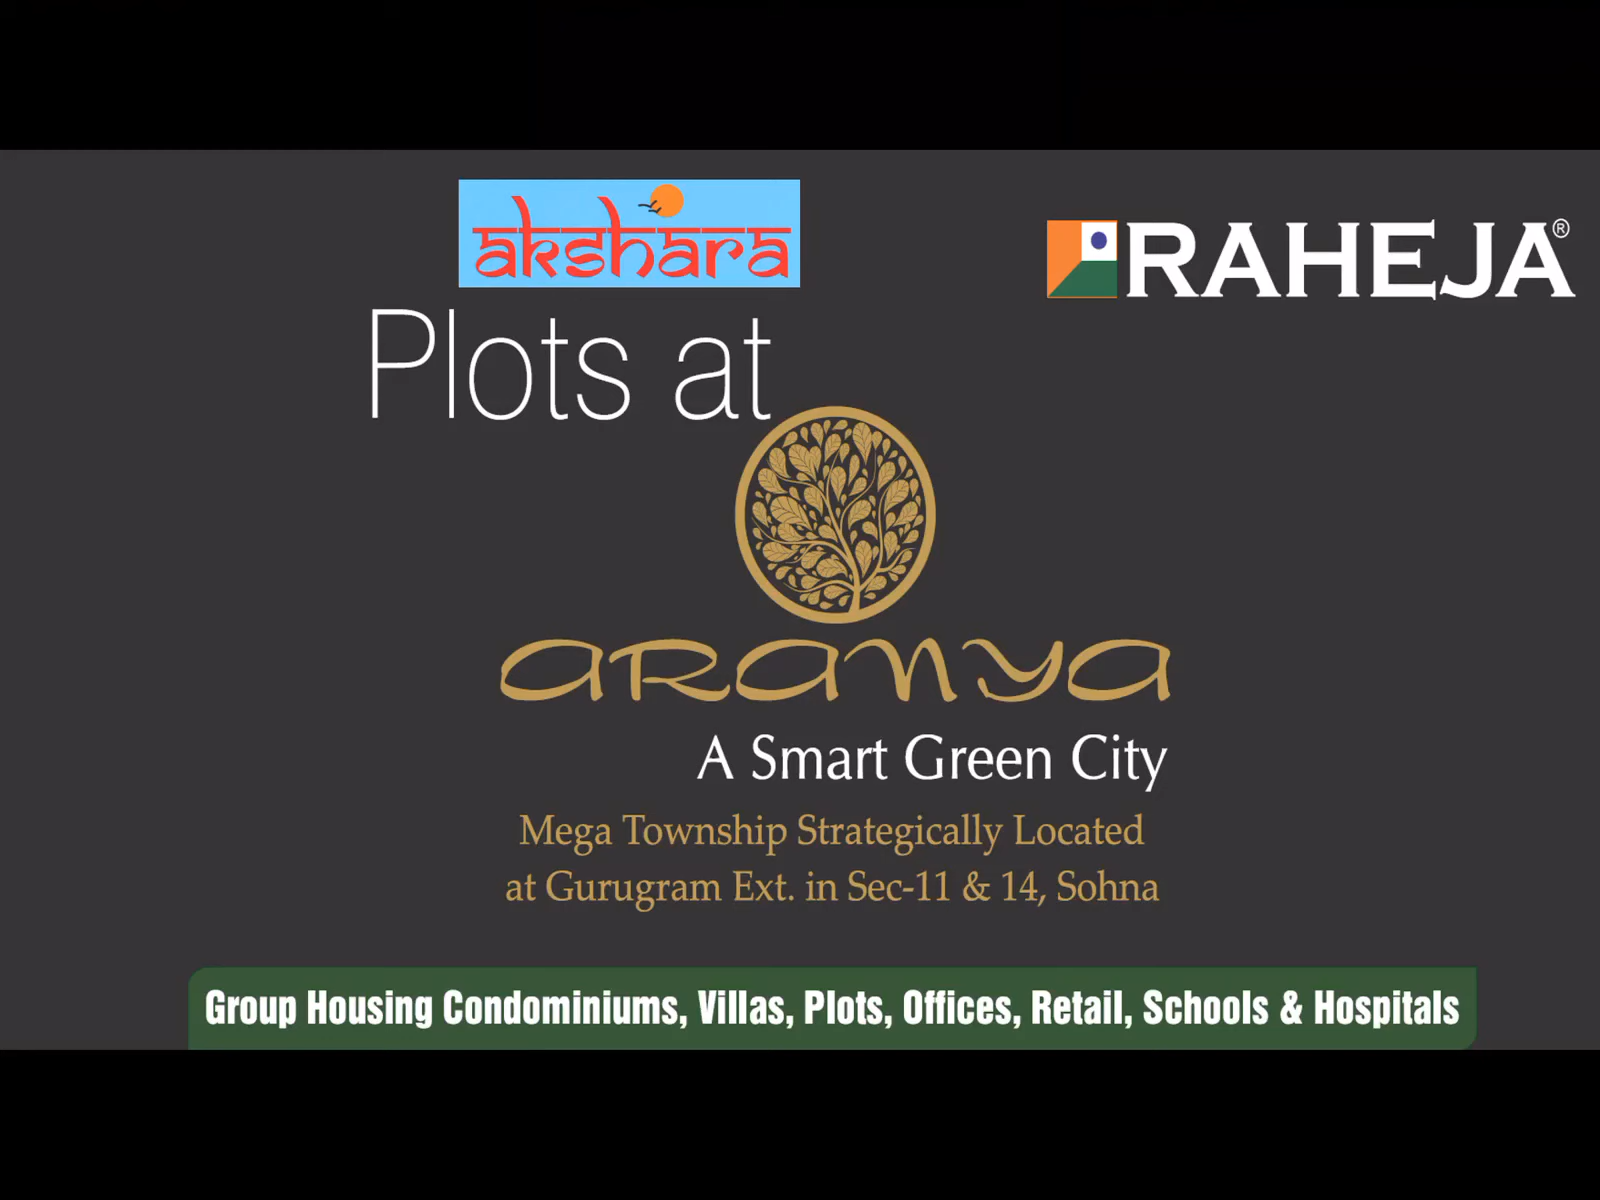 akshara
RAHEJA®
Plots at
ARANYA
A Smart Green City
Mega Township Strategically Located
at Gurugram Ext. in Sec-11 & 14, Sohna
Group Housing Condominiums, Villas, Plots, Offices, Retail, Schools & Hospitals